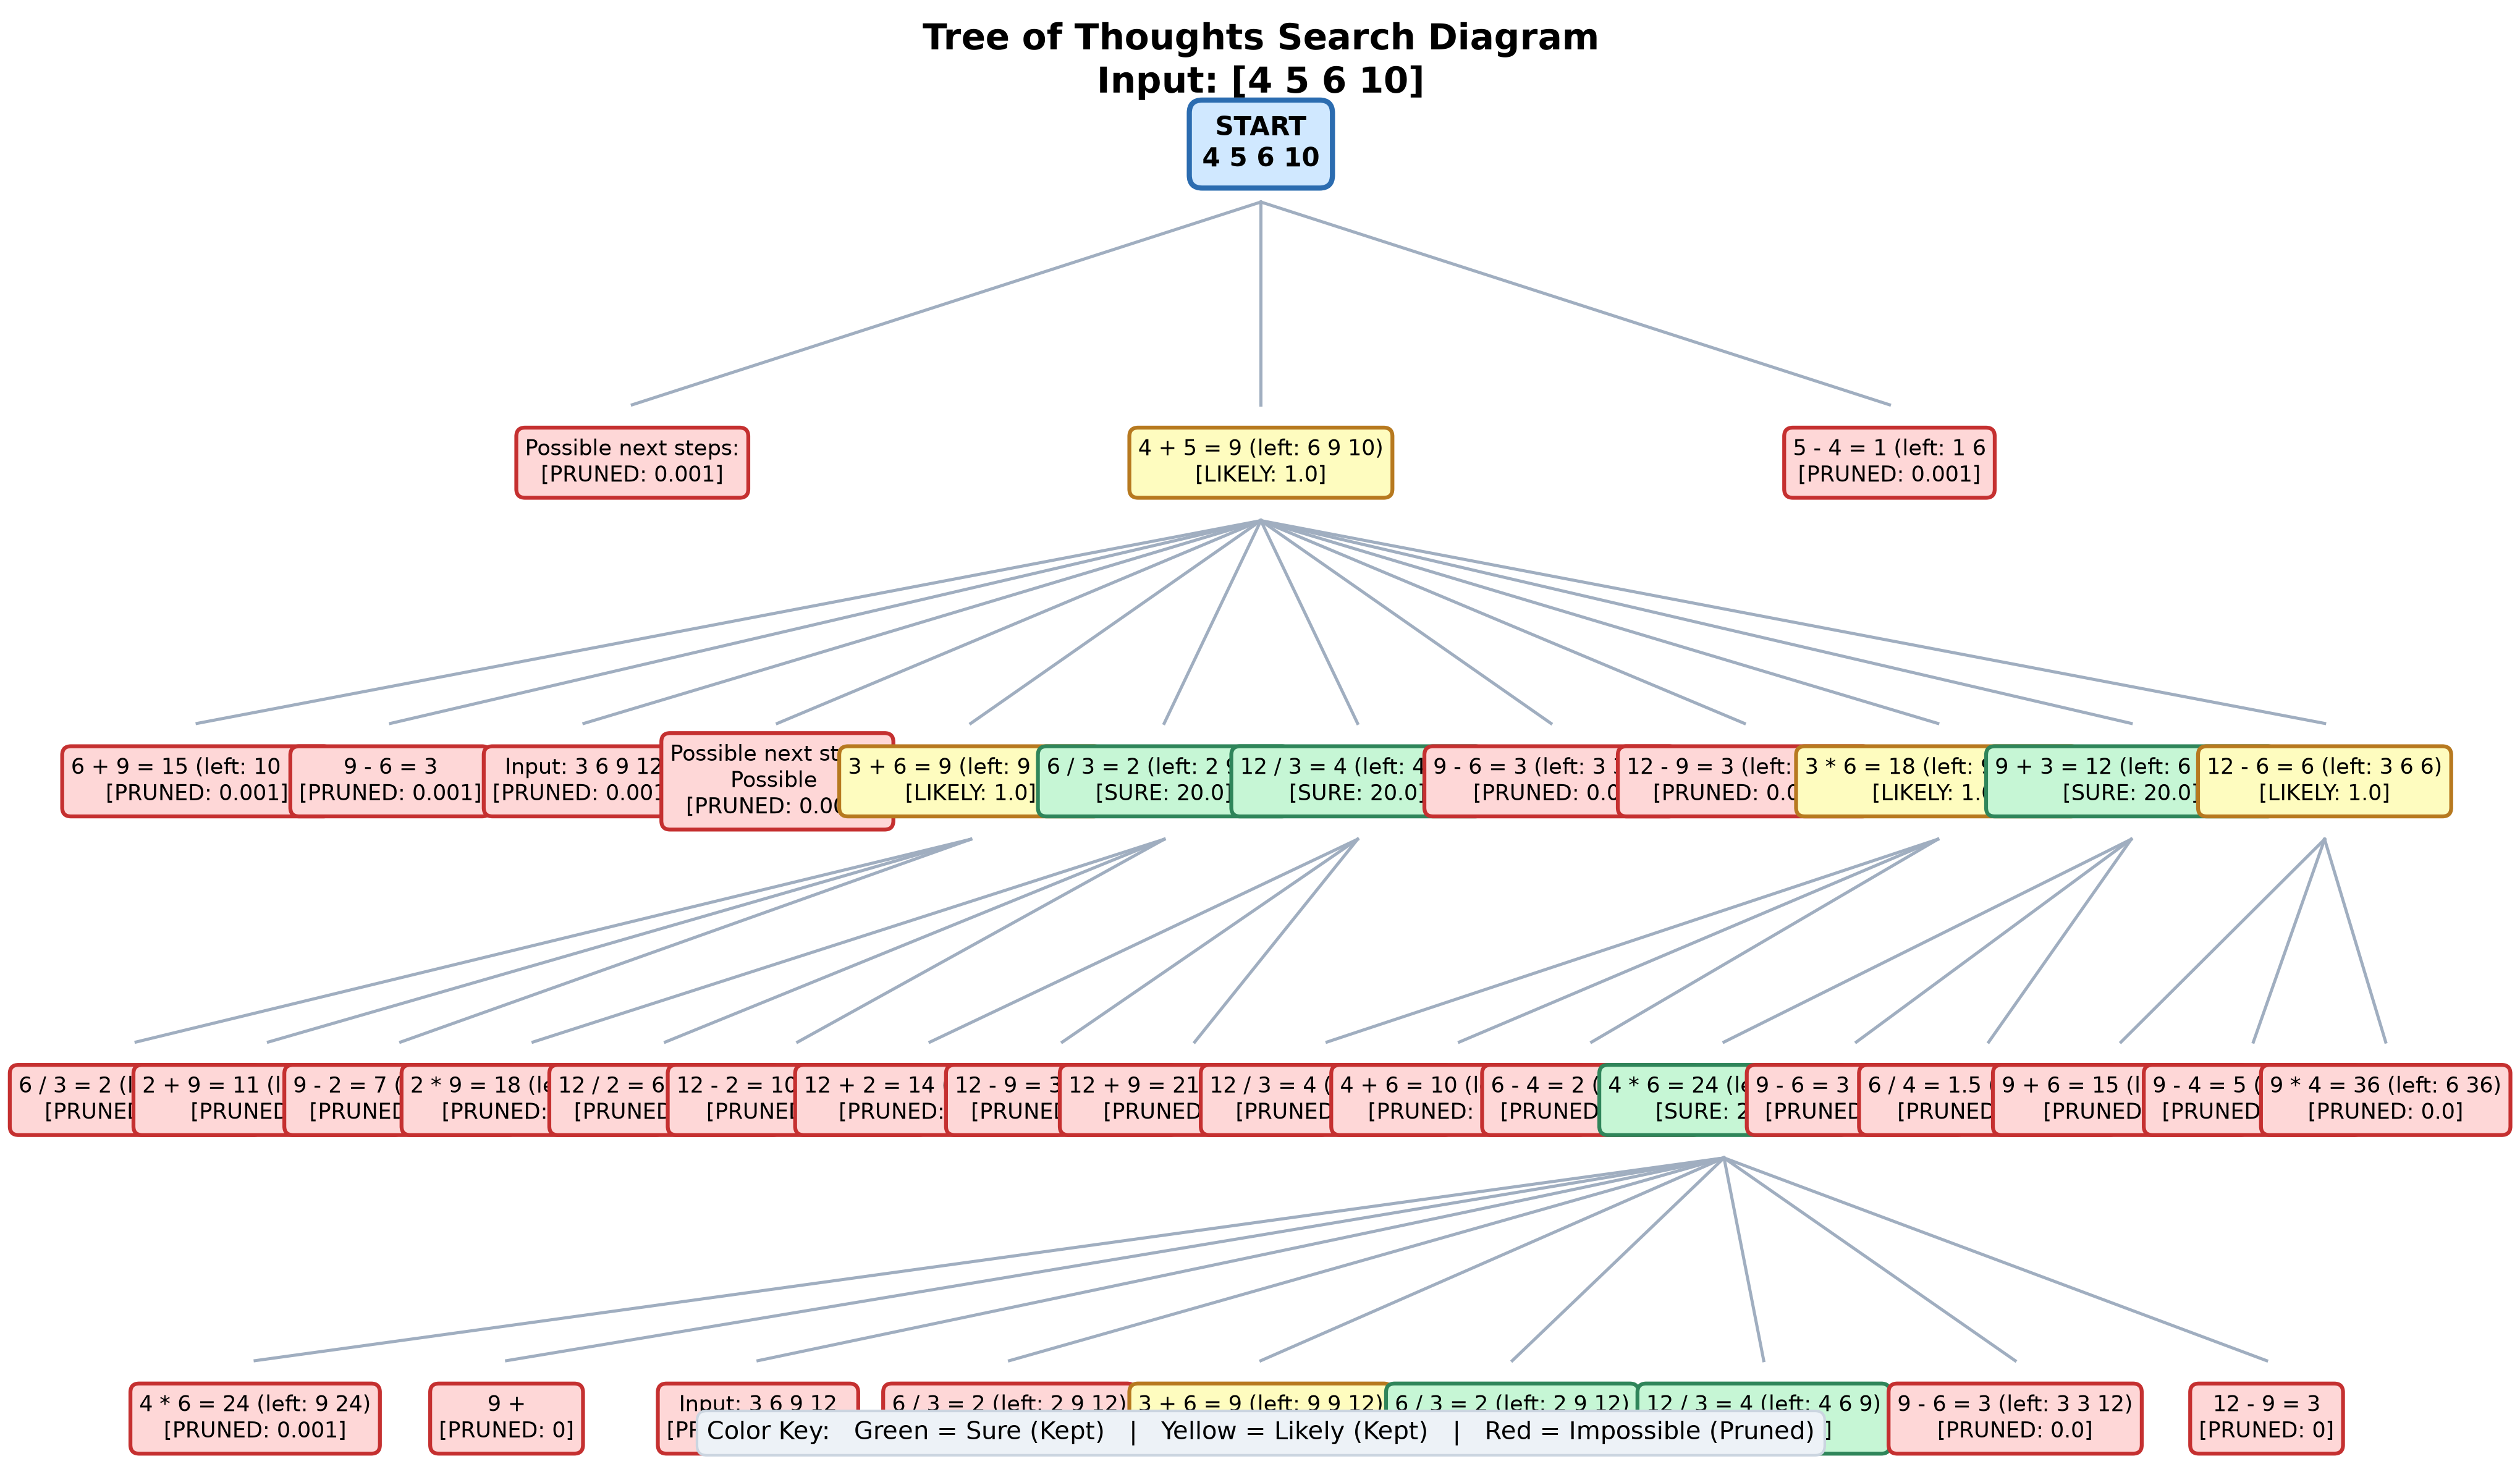 Tree of Thoughts Search Diagram
Input: [4 5 6 10]
START
4 5 6 10
Possible next steps:
[PRUNED: 0.001]
4 + 5 = 9 (left: 6 9 10)
[LIKELY: 1.0]
5 - 4 = 1 (left: 1 6
[PRUNED: 0.001]
6 + 9 = 15 (left: 10
[PRUNED: 0.001]
9 - 6 = 3
[PRUNED: 0.001]
Input: 3 6 9 12
[PRUNED: 0.001
Possible next
Possible
[PRUNED:
3 + 6 = 9 (left: 9
[LIKELY: 1.0]
6 / 3 = 2 (left: 2
[SURE: 20.0]
12 / 3 = 4 (left: 4
[SURE: 20.0]
9 - 6 = 3 (left: 3
[PRUNED:
12 - 9 = 3 (left:
[PRUNED:
3 * 6 = 18 (left:
[LIKELY:
9 + 3 = 12 (left: 6
[SURE: 20.0]
12 - 6 = 6 (left: 3 6 6)
[LIKELY: 1.0]
6 / 3 = 2
[PRUNED
2 + 9 = 11
[PRUNED
9 - 2 = 7 (
[PRUNED
2 * 9 = 18
[PRUNED:
12 / 2 = 6
[PRUNED
12 - 2 = 10
[PRUNED
12 + 2 = 14
[PRUNED:
12 - 9 = 3
[PRUNED
12 + 9 = 21
[PRUNED
12 / 3 = 4 (
[PRUNED
4 + 6 = 10
[PRUNED:
6 - 4 = 2 (
[PRUNED
4 * 6 = 24
[SURE:
9 - 6 = 3
[PRUNED
6 / 4 = 1.5
[PRUNED
9 + 6 = 15
[PRUNED
9 - 4 = 5 (
[PRUNED
9 * 4 = 36 (left: 6 36)
[PRUNED: 0.0]
4 * 6 = 24 (left: 9 24)
[PRUNED: 0.001]
9 +
[PRUNED: 0]
Input: 3 6 9 12
6 / 3 = 2 (left: 2 9 12)
3 + 6 = 9 (left: 9 9 12)
6 / 3 = 2 (left: 2 9 12)
12 / 3 = 4 (left: 4 6 9)
9 - 6 = 3 (left: 3 3 12)
[PRUNED: 0.0]
12 - 9 = 3
[PRUNED: 0]
Color Key: Green = Sure (Kept) | Yellow = Likely (Kept) | Red = Impossible (Pruned)